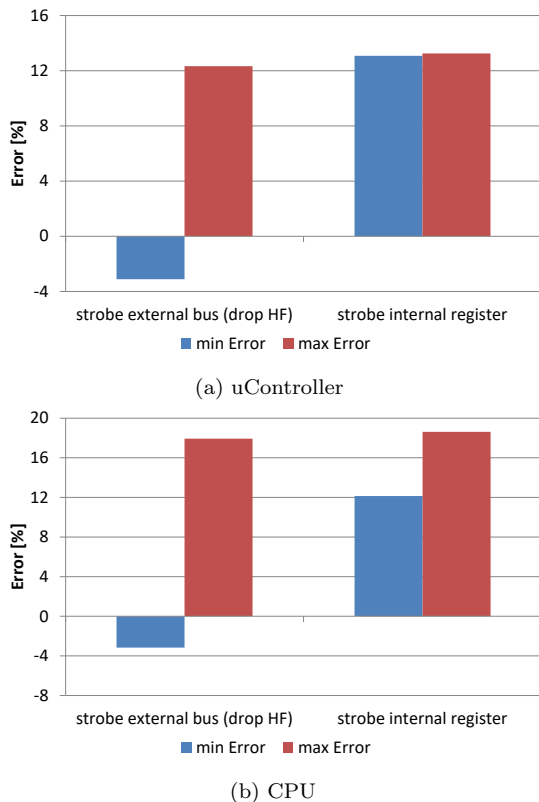 16
12
8
4
0
-4
Error [%]
strobe external bus (drop HF) strobe internal register
min Error max Error
(a) uController
20
16
12
8
4
0
-4
-8
Error [%]
strobe external bus (drop HF) strobe internal register
min Error max Error
(b) CPU